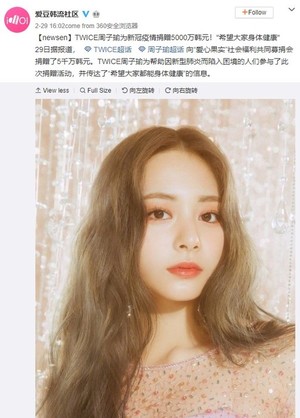 爱豆韩流社区
2-29 16:02 来自 360安全浏览器
【newsen】TWICE周子瑜为新冠疫情捐赠5000万韩元！“希望大家身体健康”
29日据报道，TWICE超话 周子瑜超话 向“爱心果实”社会福利共同募捐会
捐赠了5千万韩元。TWICE周子瑜为帮助因新型肺炎而陷入困境的人们参与了此
次捐赠活动，并传达了“希望大家都能身体健康”的信息。
View less Full Size 向左旋转 向右旋转